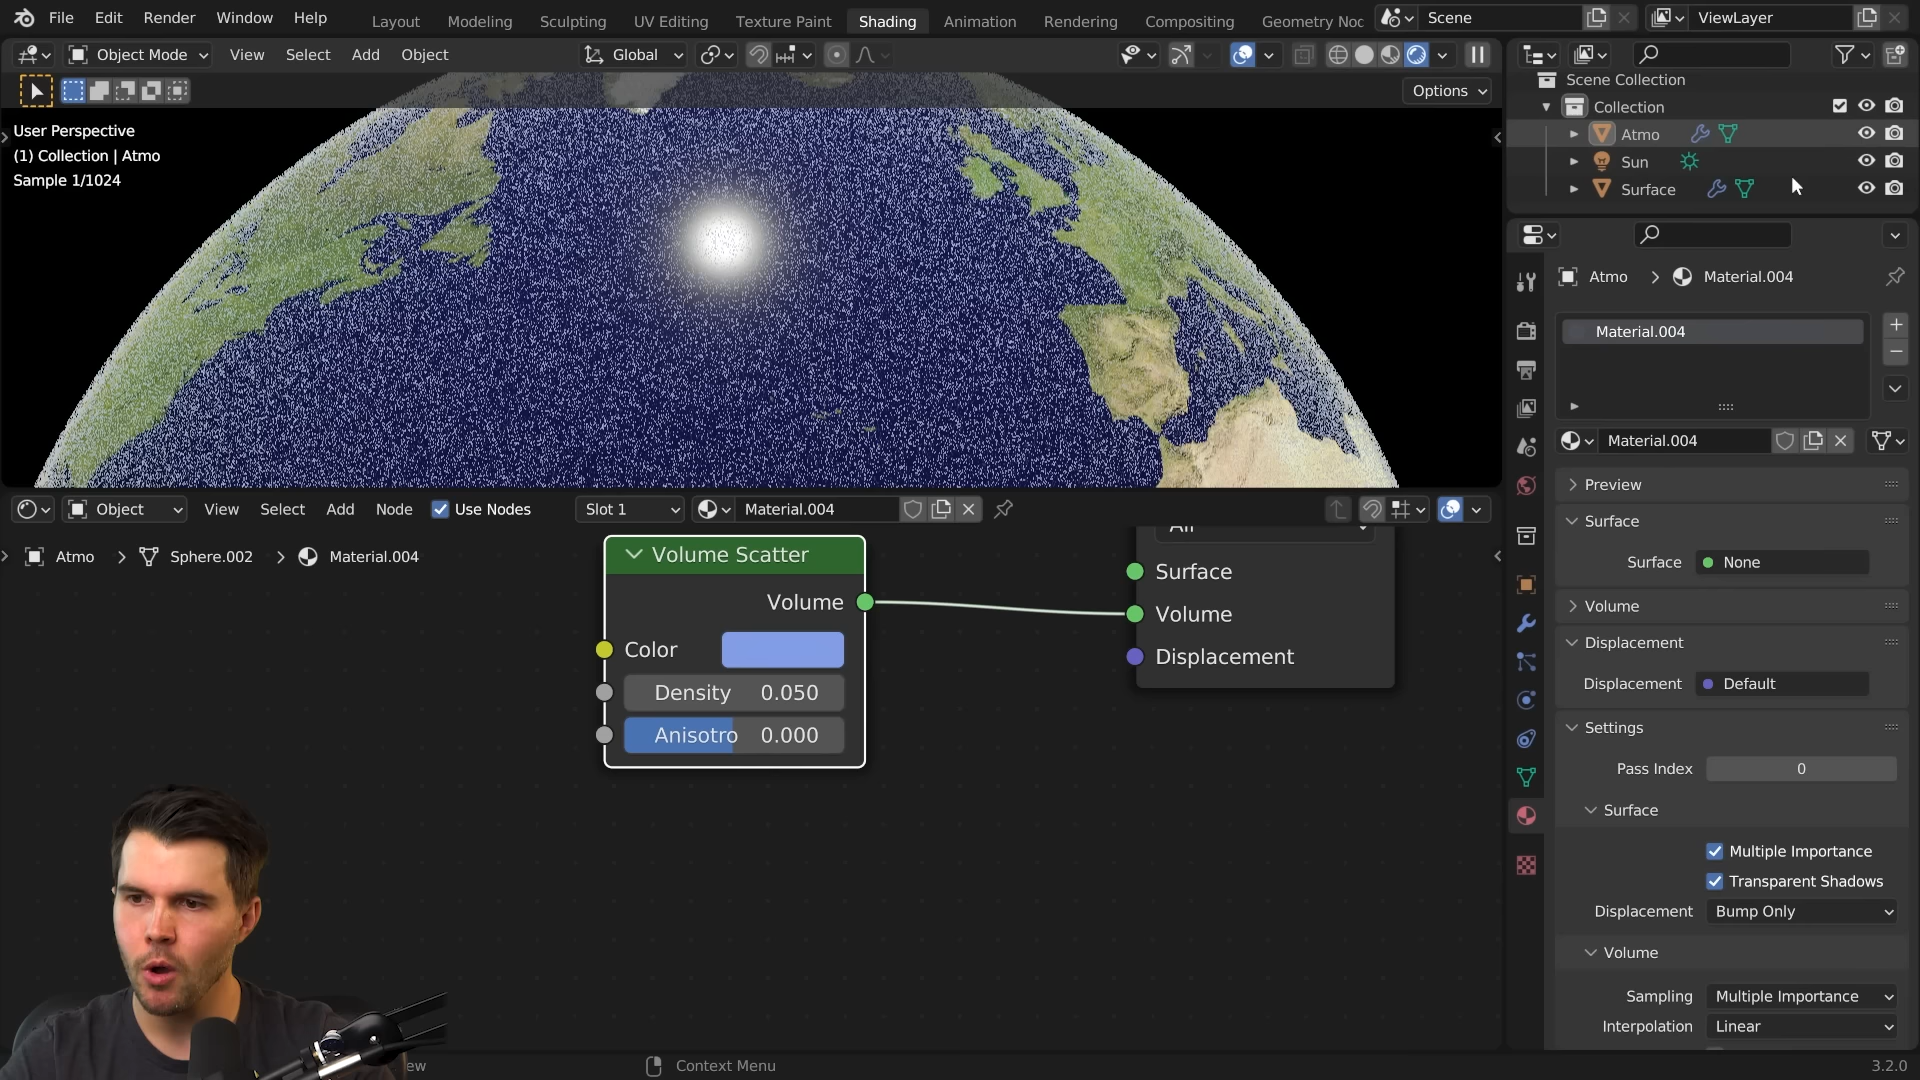 File Edit Render Window Help
Layout Modeling Sculpting UV Editing Texture Paint Shading Animation Rendering Compositing Geometry Noc
Scene
ViewLayer
Object Mode View Select Add Object
Global
Options
User Perspective
(1) Collection | Atmo
Sample 1/1024
Scene Collection
Collection
Atmo
Sun
Surface
Atmo > Material.004
Material.004
Material.004
Preview
Surface
Surface None
Volume
Displacement
Displacement Default
Settings
Pass Index 0
Surface
Multiple Importance
Transparent Shadows
Displacement Bump Only
Volume
Sampling Multiple Importance
Interpolation Linear
Object View Select Add Node Use Nodes Slot 1 Material.004
Atmo > Sphere.002 > Material.004
Volume Scatter
Volume
Color
Density 0.050
Anisotro 0.000
All
Surface
Volume
Displacement
ew
Context Menu
3.2.0